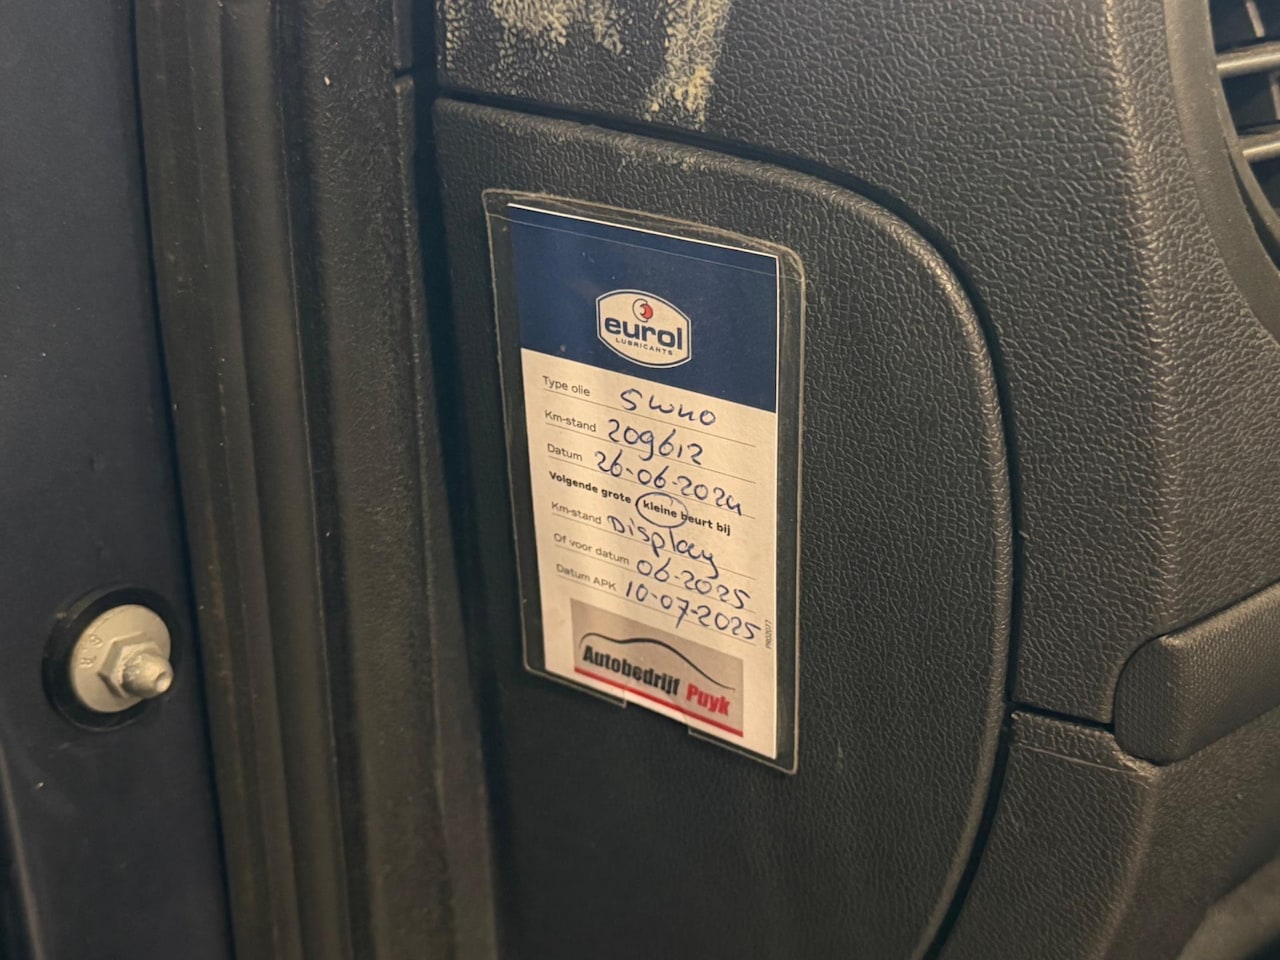 eurol
LUBRICANTS
Type olie 5W40
Km-stand 209612
Datum 26-06-2024
Volgende grote kleine beurt bij
Km-stand Display
Of voor datum 06-2025
Datum APK 10-07-2025
Autobedrijf Puyk